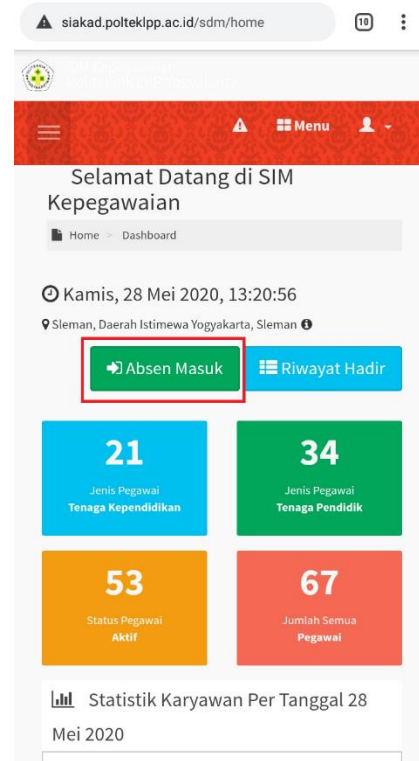 siakad.polteklpp.ac.id/sdm/home
10
Menu
Selamat Datang di SIM
Kepegawaian
Home > Dashboard
Kamis, 28 Mei 2020, 13:20:56
Sleman, Daerah Istimewa Yogyakarta, Sleman
Absen Masuk
Riwayat Hadir
21
Jenis Pegawai
Tenaga Kependidikan
34
Jenis Pegawai
Tenaga Pendidik
53
Status Pegawai
Aktif
67
Jumlah Semua
Pegawai
Statistik Karyawan Per Tanggal 28
Mei 2020